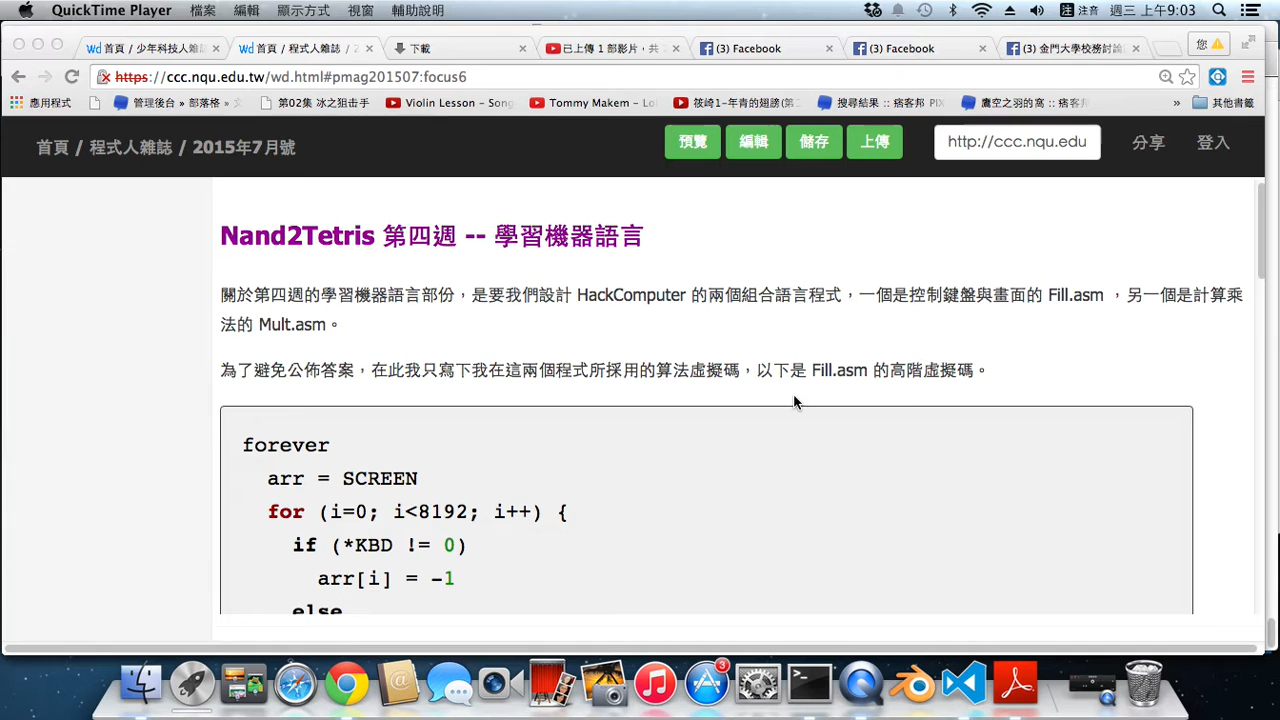 QuickTime Player 檔案 編輯 顯示方式 視窗 輔助說明 注音 週三 上午9:03
首頁 / 少年科技人雜誌 首頁 / 程式人雜誌 / 2 下載 已上傳 1 部影片，共 (3) Facebook (3) Facebook (3) 金門大學校務討論 您
https://ccc.nqu.edu.tw/wd.html#pmag201507:focus6
應用程式 管理後台 » 部落格 » 第02集 冰之狙击手 Violin Lesson - Song Tommy Makem - Lo 筷崎1-年青的翅膀(第 搜尋結果 :: 痞客邦 PIX 鷹空之羽的窩 :: 痞客 » 其他書籤
首頁 / 程式人雜誌 / 2015年7月號 預覽 編輯 儲存 上傳 http://ccc.nqu.edu 分享 登入
Nand2Tetris 第四週 -- 學習機器語言
關於第四週的學習機器語言部份，是要我們設計 HackComputer 的兩個組合語言程式，一個是控制鍵盤與畫面的 Fill.asm ，另一個是計算乘
法的 Mult.asm。
為了避免公佈答案，在此我只寫下我在這兩個程式所採用的算法虛擬碼，以下是 Fill.asm 的高階虛擬碼。
forever
arr = SCREEN
for (i=0; i<8192; i++) {
if (*KBD != 0)
arr[i] = -1
else
3